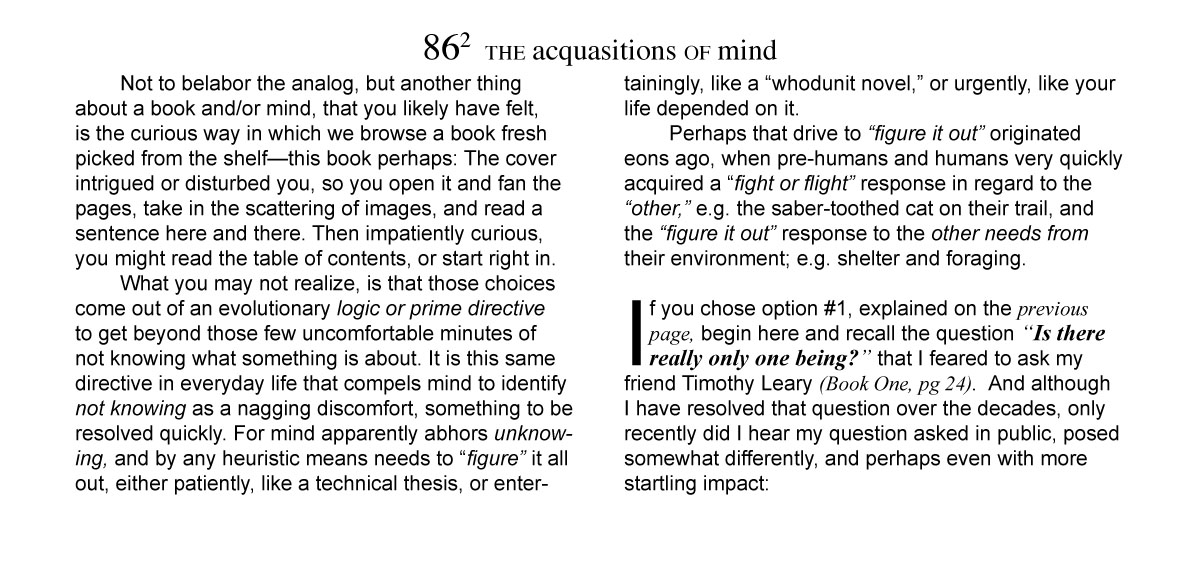 86² THE acquasitions OF mind
Not to belabor the analog, but another thing
about a book and/or mind, that you likely have felt,
is the curious way in which we browse a book fresh
picked from the shelf—this book perhaps: The cover
intrigued or disturbed you, so you open it and fan the
pages, take in the scattering of images, and read a
sentence here and there. Then impatiently curious,
you might read the table of contents, or start right in.
What you may not realize, is that those choices
come out of an evolutionary logic or prime directive
to get beyond those few uncomfortable minutes of
not knowing what something is about. It is this same
directive in everyday life that compels mind to identify
not knowing as a nagging discomfort, something to be
resolved quickly. For mind apparently abhors unknow-
ing, and by any heuristic means needs to “figure” it all
out, either patiently, like a technical thesis, or enter-
tainingly, like a “whodunit novel,” or urgently, like your
life depended on it.
Perhaps that drive to “figure it out” originated
eons ago, when pre-humans and humans very quickly
acquired a “fight or flight” response in regard to the
“other,” e.g. the saber-toothed cat on their trail, and
the “figure it out” response to the other needs from
their environment; e.g. shelter and foraging.
If you chose option #1, explained on the previous
page, begin here and recall the question “Is there
really only one being?” that I feared to ask my
friend Timothy Leary (Book One, pg 24). And although
I have resolved that question over the decades, only
recently did I hear my question asked in public, posed
somewhat differently, and perhaps even with more
startling impact: